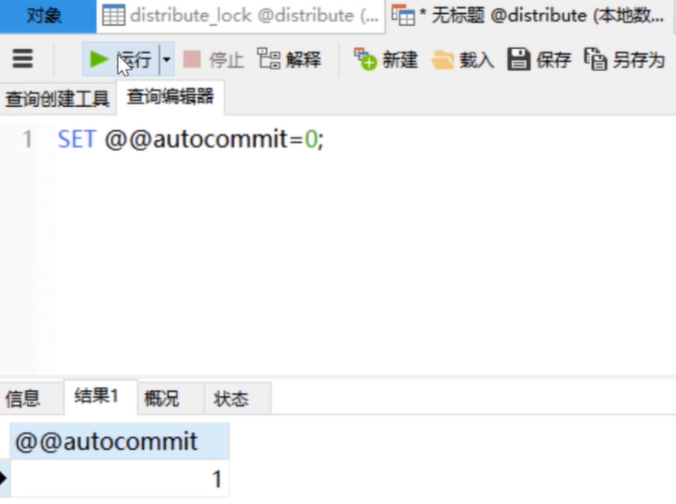 对象 distribute_lock @distribute (... * 无标题 @distribute (本地数...
运行 停止 解释 新建 载入 保存 另存为
查询创建工具 查询编辑器
1 SET @@autocommit=0;
信息 结果1 概况 状态
@@autocommit
1